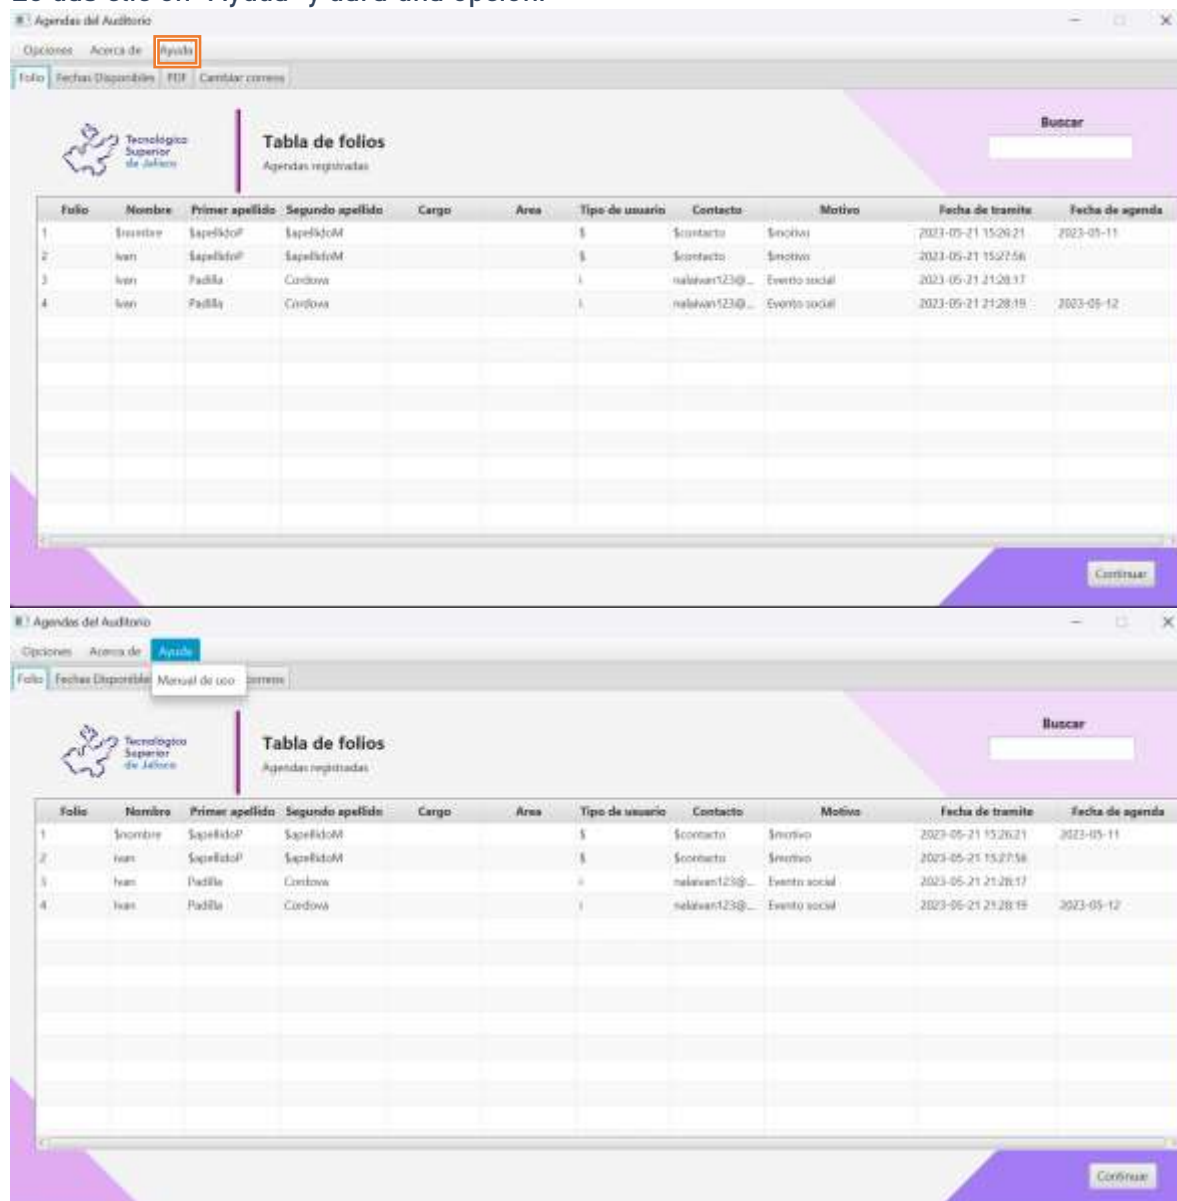 Le das clic en "Ayuda" y dará una opción.
Agendas del Auditorio
Opciones Acerca de Ayuda
Folio Fechas Disponibles PDF Cambiar correos
Tecnológico
Superior
de Jalisco
Tabla de folios
Agendas registradas
Buscar
Folio Nombre Primer apellido Segundo apellido Cargo Area Tipo de usuario Contacto Motivo Fecha de tramite Fecha de agenda
1 $nombre $apellidoP $apellidoM $ $contacto $motivo 2023-05-21 15:26:21 2023-05-11
2 ivan $apellidoP $apellidoM $ $contacto $motivo 2023-05-21 15:27:56
3 Ivan Padilla Cordova i nalaivan123@... Evento social 2023-05-21 21:28:17
4 Ivan Padilla Cordova i nalaivan123@... Evento social 2023-05-21 21:28:19 2023-05-12
Continuar
Agendas del Auditorio
Opciones Acerca de Ayuda
Folio Fechas Disponible Manual de uso correos
Tecnológico
Superior
de Jalisco
Tabla de folios
Agendas registradas
Buscar
Folio Nombre Primer apellido Segundo apellido Cargo Area Tipo de usuario Contacto Motivo Fecha de tramite Fecha de agenda
1 $nombre $apellidoP $apellidoM $ $contacto $motivo 2023-05-21 15:26:21 2023-05-11
2 ivan $apellidoP $apellidoM $ $contacto $motivo 2023-05-21 15:27:56
3 Ivan Padilla Cordova i nalaivan123@... Evento social 2023-05-21 21:28:17
4 Ivan Padilla Cordova i nalaivan123@... Evento social 2023-05-21 21:28:19 2023-05-12
Continuar